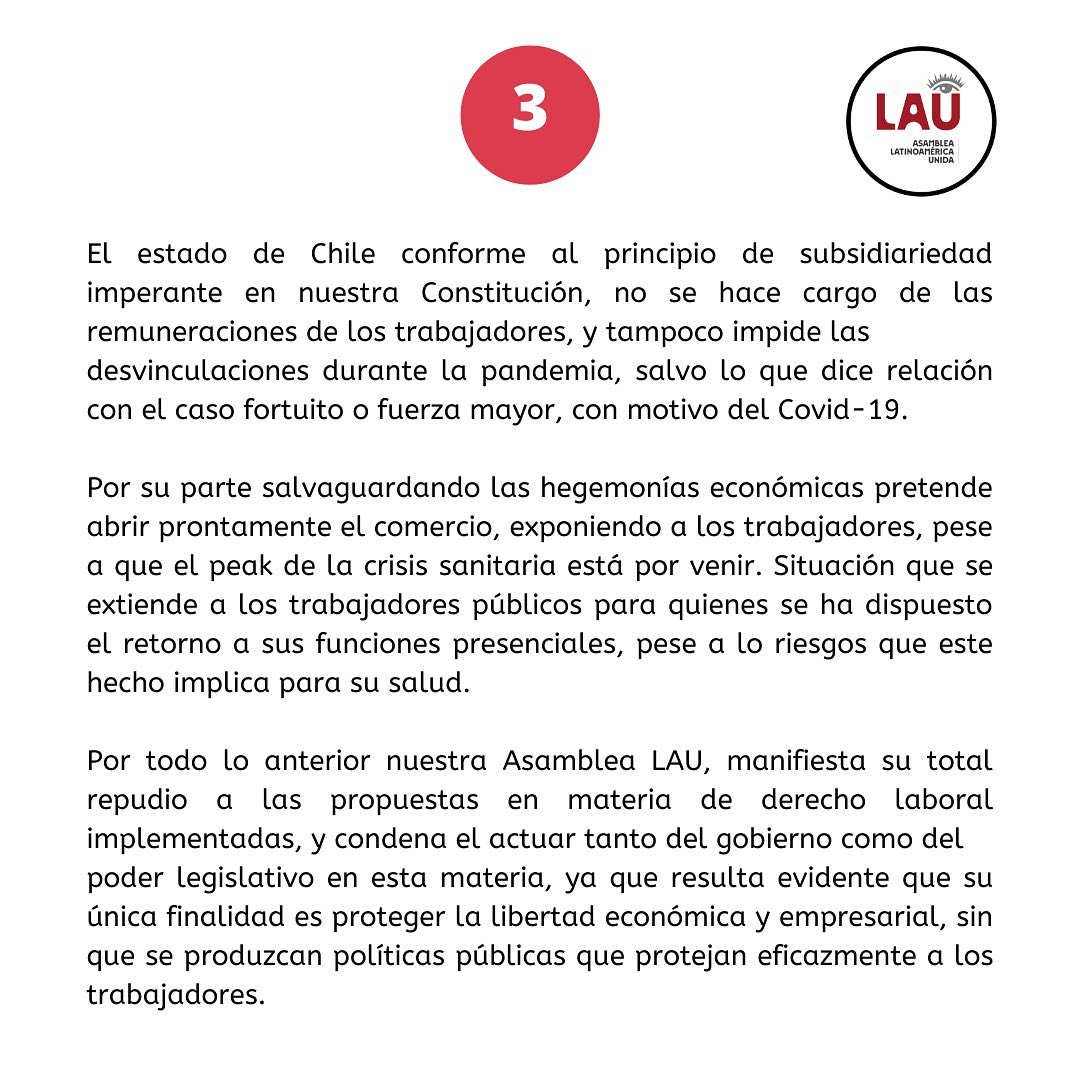 3
LAU
ASAMBLEA
LATINOAMÉRICA
UNIDA
El estado de Chile conforme al principio de subsidiariedad
imperante en nuestra Constitución, no se hace cargo de las
remuneraciones de los trabajadores, y tampoco impide las
desvinculaciones durante la pandemia, salvo lo que dice relación
con el caso fortuito o fuerza mayor, con motivo del Covid-19.
Por su parte salvaguardando las hegemonías económicas pretende
abrir prontamente el comercio, exponiendo a los trabajadores, pese
a que el peak de la crisis sanitaria está por venir. Situación que se
extiende a los trabajadores públicos para quienes se ha dispuesto
el retorno a sus funciones presenciales, pese a lo riesgos que este
hecho implica para su salud.
Por todo lo anterior nuestra Asamblea LAU, manifiesta su total
repudio a las propuestas en materia de derecho laboral
implementadas, y condena el actuar tanto del gobierno como del
poder legislativo en esta materia, ya que resulta evidente que su
única finalidad es proteger la libertad económica y empresarial, sin
que se produzcan políticas públicas que protejan eficazmente a los
trabajadores.